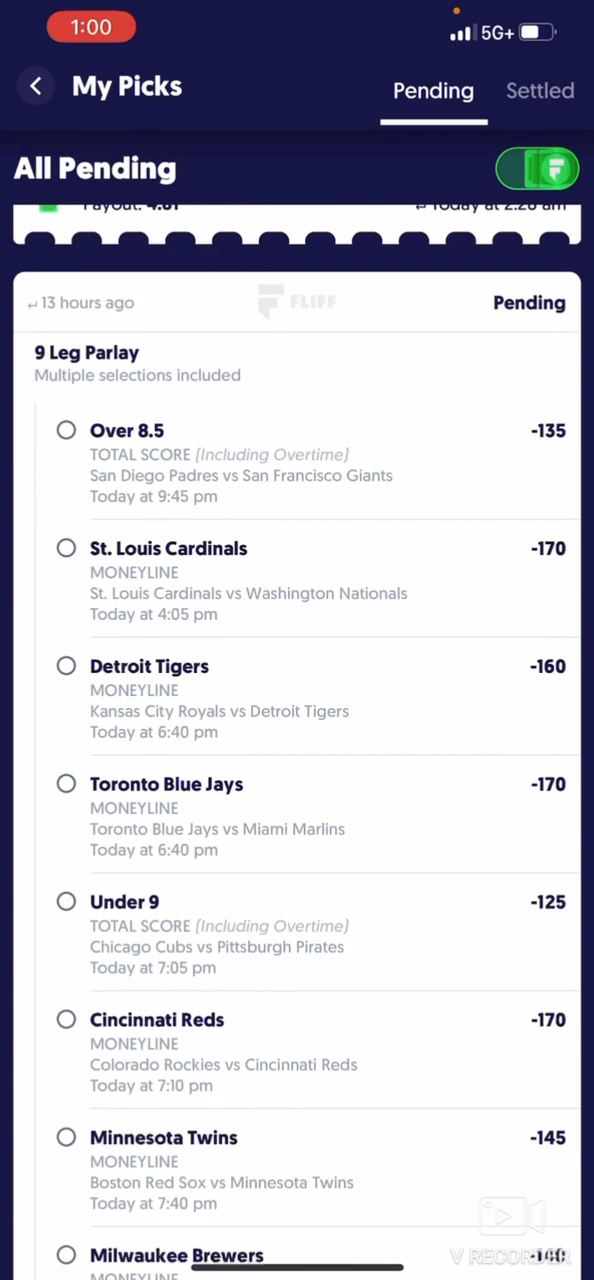 1:00
5G+
My Picks
Pending
Settled
All Pending
Payout: 4.81
Today at 2:28 am
13 hours ago
FLIFF
Pending
9 Leg Parlay
Multiple selections included
Over 8.5
-135
TOTAL SCORE (Including Overtime)
San Diego Padres vs San Francisco Giants
Today at 9:45 pm
St. Louis Cardinals
-170
MONEYLINE
St. Louis Cardinals vs Washington Nationals
Today at 4:05 pm
Detroit Tigers
-160
MONEYLINE
Kansas City Royals vs Detroit Tigers
Today at 6:40 pm
Toronto Blue Jays
-170
MONEYLINE
Toronto Blue Jays vs Miami Marlins
Today at 6:40 pm
Under 9
-125
TOTAL SCORE (Including Overtime)
Chicago Cubs vs Pittsburgh Pirates
Today at 7:05 pm
Cincinnati Reds
-170
MONEYLINE
Colorado Rockies vs Cincinnati Reds
Today at 7:10 pm
Minnesota Twins
-145
MONEYLINE
Boston Red Sox vs Minnesota Twins
Today at 7:40 pm
Milwaukee Brewers
V RECORDER
MONEYLINE